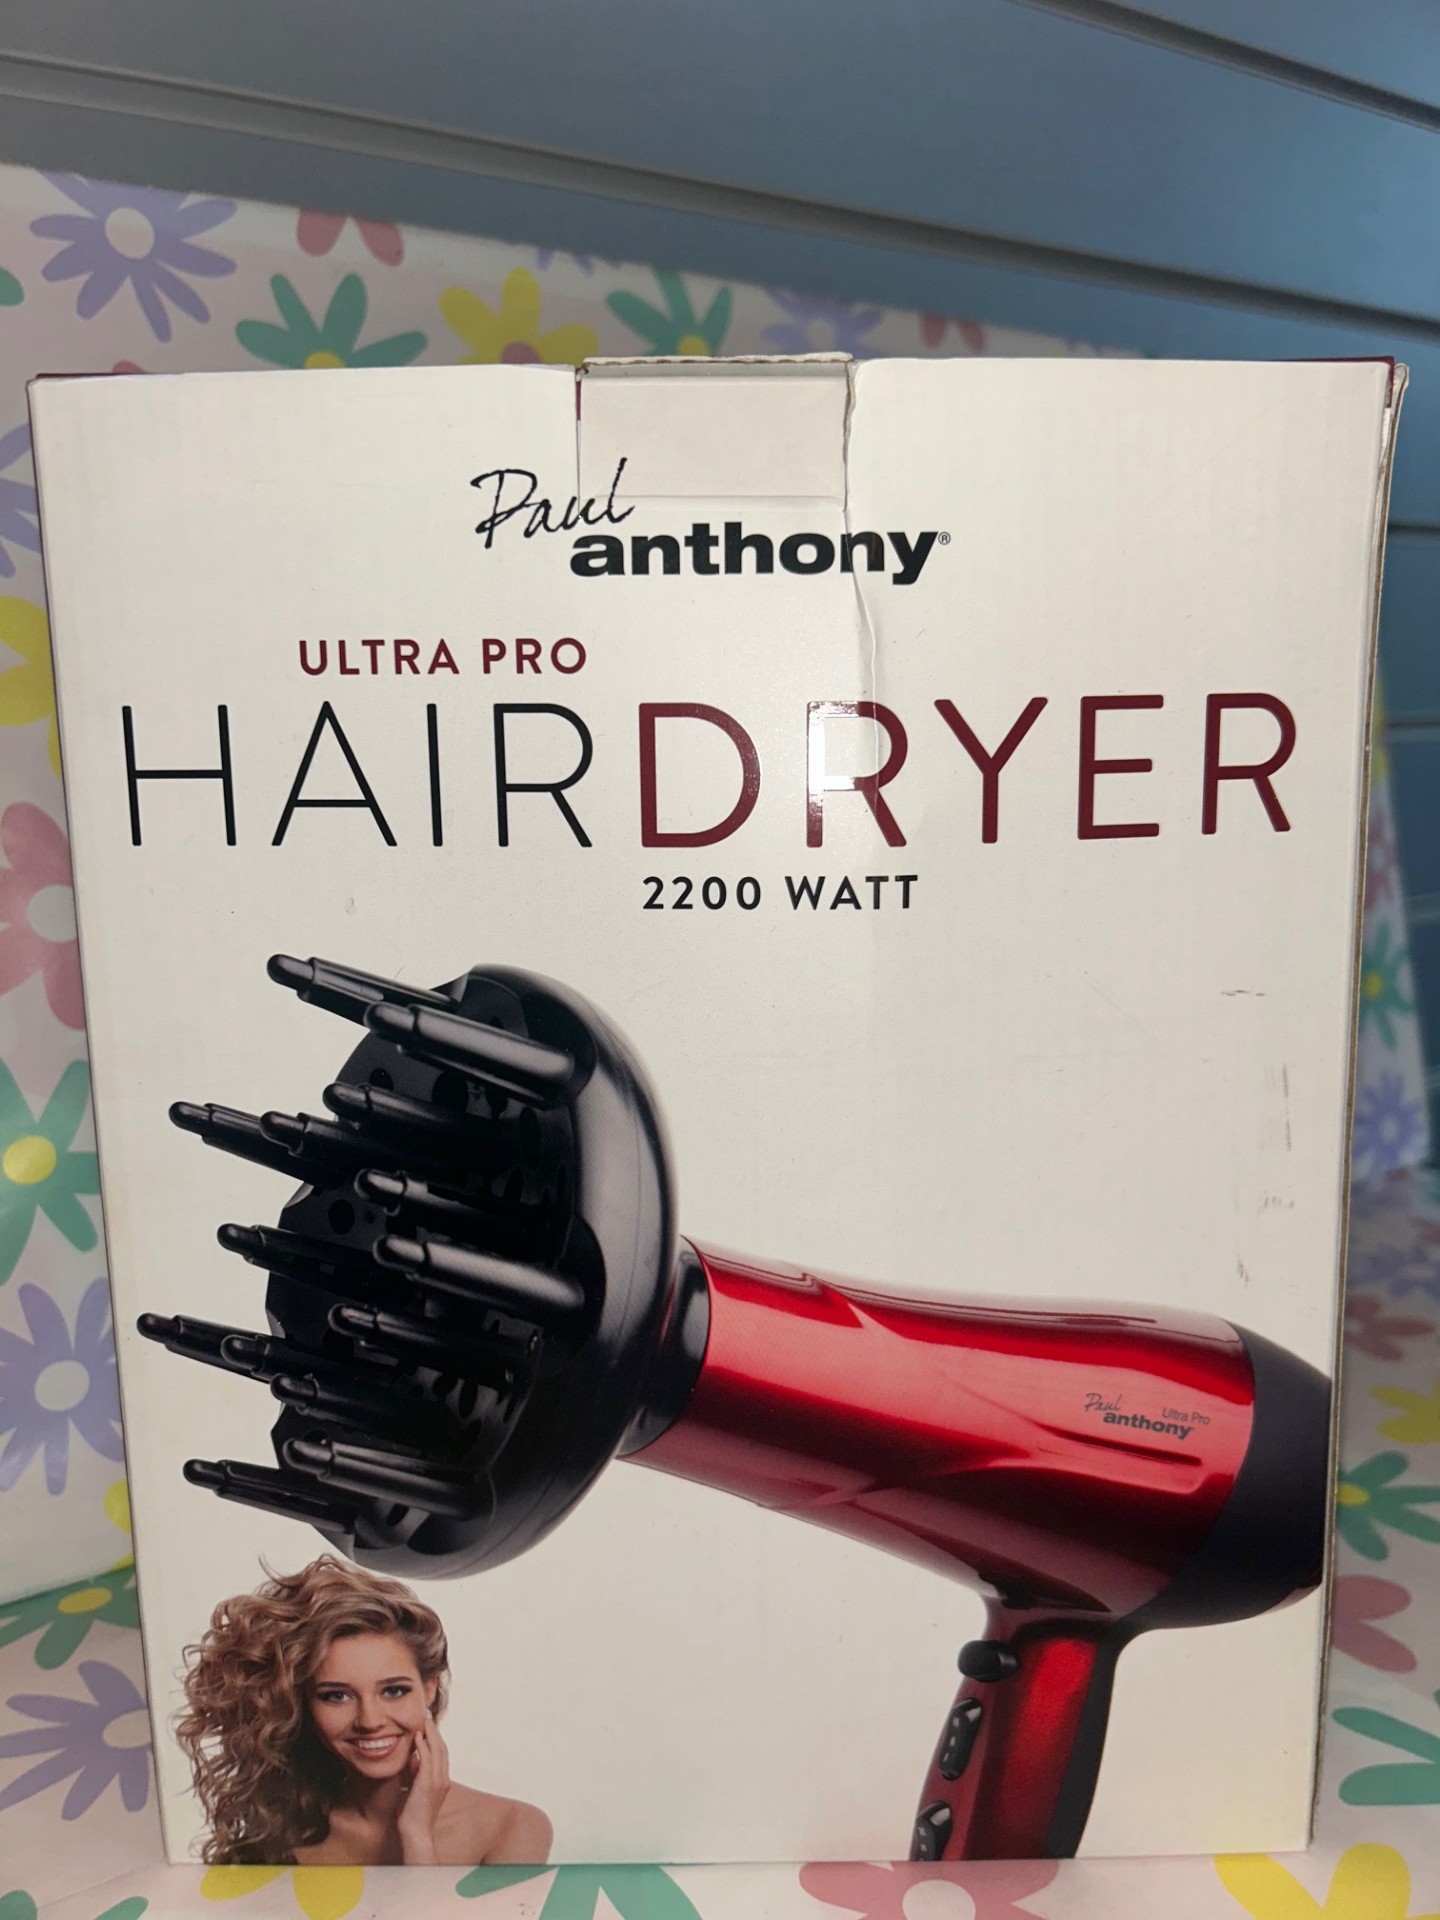 Paul
anthony®
ULTRA PRO
HAIRDRYER
2200 WATT
Paul
anthony
Ultra Pro